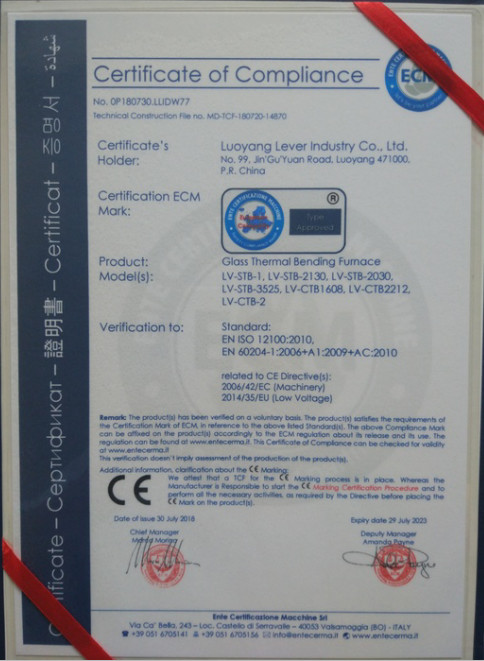 Certificate – Сертификат – 證明書 – Certificat – 증명서 – شهادة
Certificate of Compliance
ECM
No. 0P180730.LLIDW77
Technical Construction File no. MD-TCF-180720-14870
Certificate's Holder:
Luoyang Lever Industry Co., Ltd.
No. 99, Jin'Gu'Yuan Road, Luoyang 471000,
P.R. China
Certification ECM Mark:
ENTE CERTIFICAZIONE MACCHINE
Type
Approved
®
Product:
Glass Thermal Bending Furnace
Model(s):
LV-STB-1, LV-STB-2130, LV-STB-2030,
LV-STB-3525, LV-CTB1608, LV-CTB2212,
LV-CTB-2
Verification to:
Standard:
EN ISO 12100:2010,
EN 60204-1:2006+A1:2009+AC:2010
related to CE Directive(s):
2006/42/EC (Machinery)
2014/35/EU (Low Voltage)
Remark: The product(s) has been verified on a voluntary basis. The product(s) satisfies the requirements of
the Certification Mark of ECM, in reference to the above listed Standard(s). The above Compliance Mark
can be affixed on the product(s) accordingly to the ECM regulation about its release and its use. The
regulation can be found at www.entecerma.it. This Certificate of Compliance can be checked for validity
at www.entecerma.it
This verification doesn't imply assessment of the production of the product(s).
Additional information, clarification about the CE Marking:
CE
We attest that a TCF for the CE Marking process is in place. Whereas the
Manufacturer is Responsible to start the CE Marking Certification Procedure and to
perform all the necessary activities, as required by the Directive before placing the
CE Mark on the product(s).
Date of issue 30 July 2018
Expiry date 29 July 2023
Chief Manager
Deputy Manager
Amanda Payne
Ente Certificazione Macchine Srl
Via Ca' Bella, 243 – Loc. Castello di Serravalle – 40053 Valsamoggia (BO) - ITALY
☎ +39 051 6705141 +39 051 6705156 ✉ info@entecerma.it www.entecerma.it